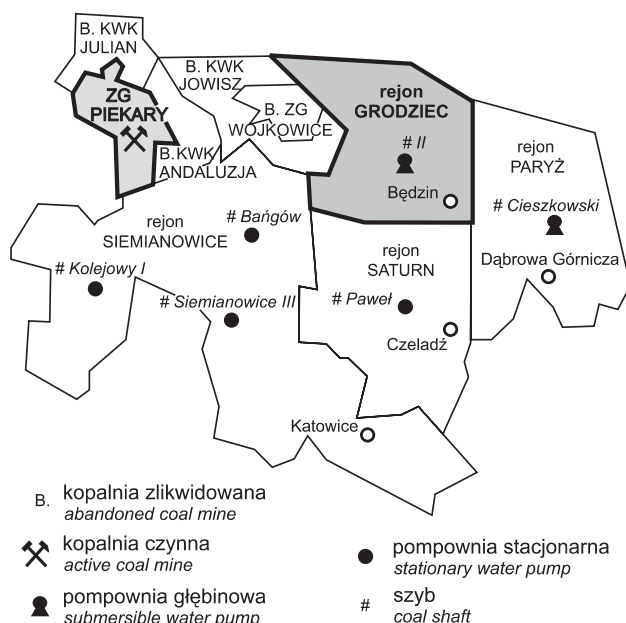 B. KWK
JULIAN
ZG
PIEKARY
B. KWK
JOWISZ
B. ZG
WOJKOWICE
B.KWK
ANDALUZJA
rejon
GRODZIEC
# II
Będzin
rejon
PARYŻ
# Cieszkowski
Dąbrowa Górnicza
rejon
SIEMIANOWICE
# Bańgów
# Kolejowy I
# Siemianowice III
rejon
SATURN
# Paweł
Czeladź
Katowice
B. kopalnia zlikwidowana
abandoned coal mine
kopalnia czynna
active coal mine
pompownia głębinowa
submersible water pump
pompownia stacjonarna
stationary water pump
# szyb
coal shaft